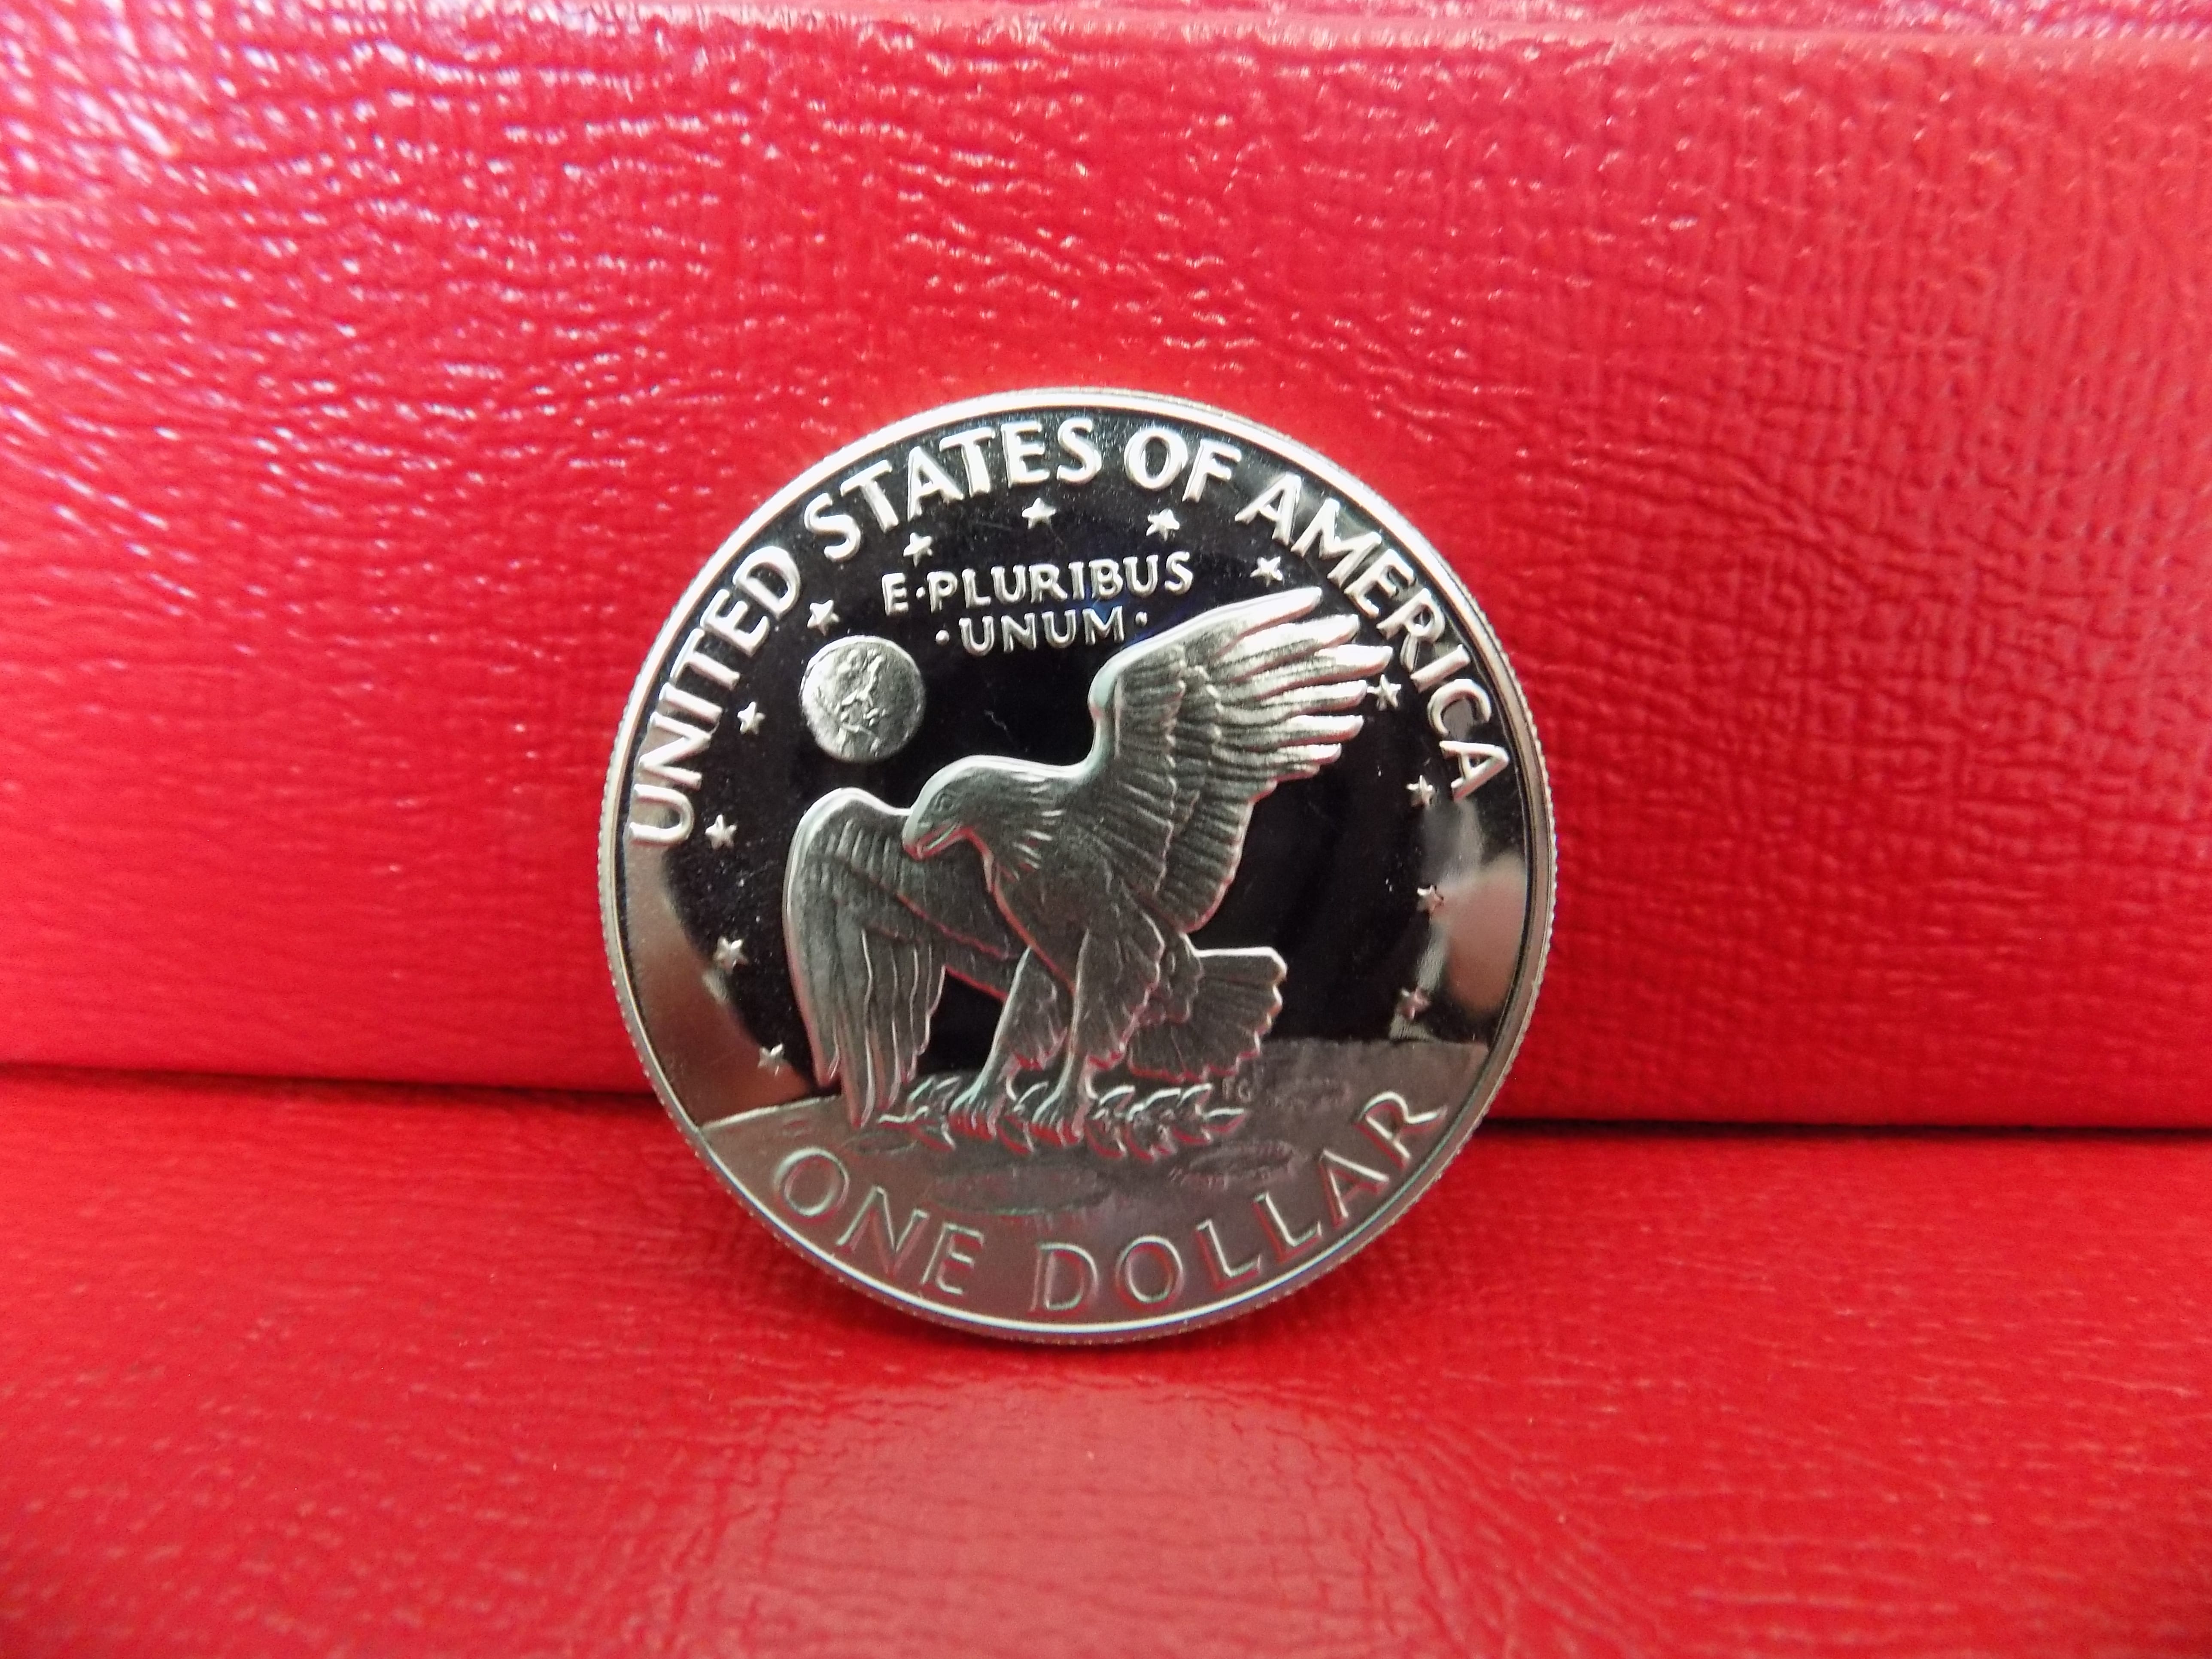 UNITED STATES OF AMERICA
E·PLURIBUS
·UNUM·
ONE DOLLAR